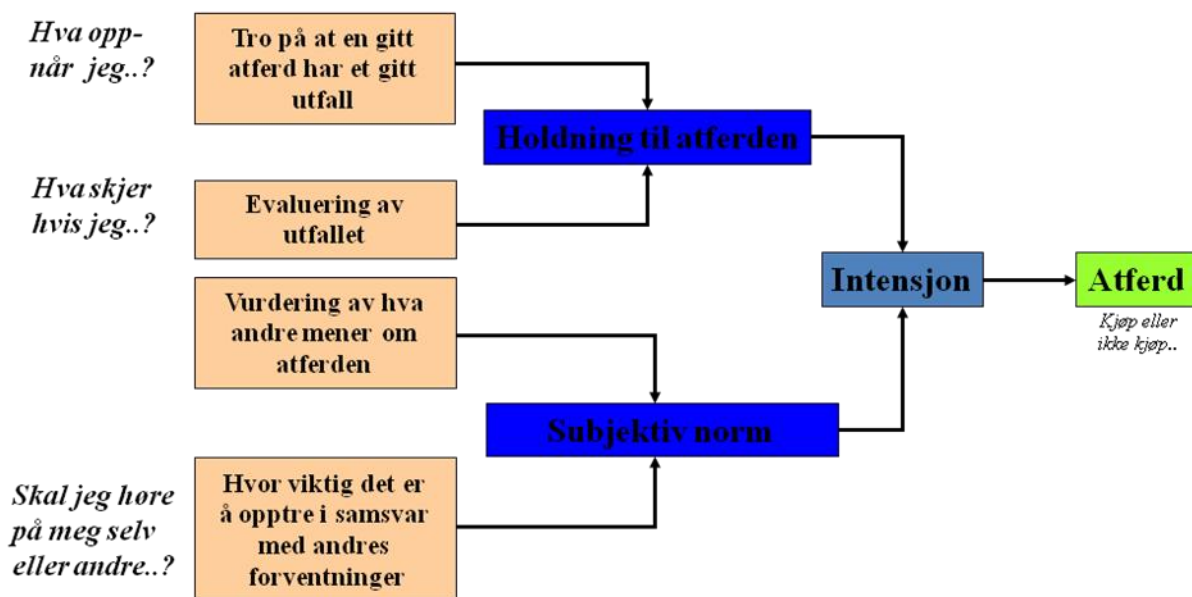 Hva opp-
når  jeg..?
Tro på at en gitt
atferd har et gitt
utfall
Holdning til atferden
Hva skjer
hvis jeg..?
Evaluering av
utfallet
Vurdering av hva
andre mener om
atferden
Intensjon
Atferd
Kjøp eller
ikke kjøp..
Subjektiv norm
Skal jeg høre
på meg selv
eller andre..?
Hvor viktig det er
å opptre i samsvar
med andres
forventninger